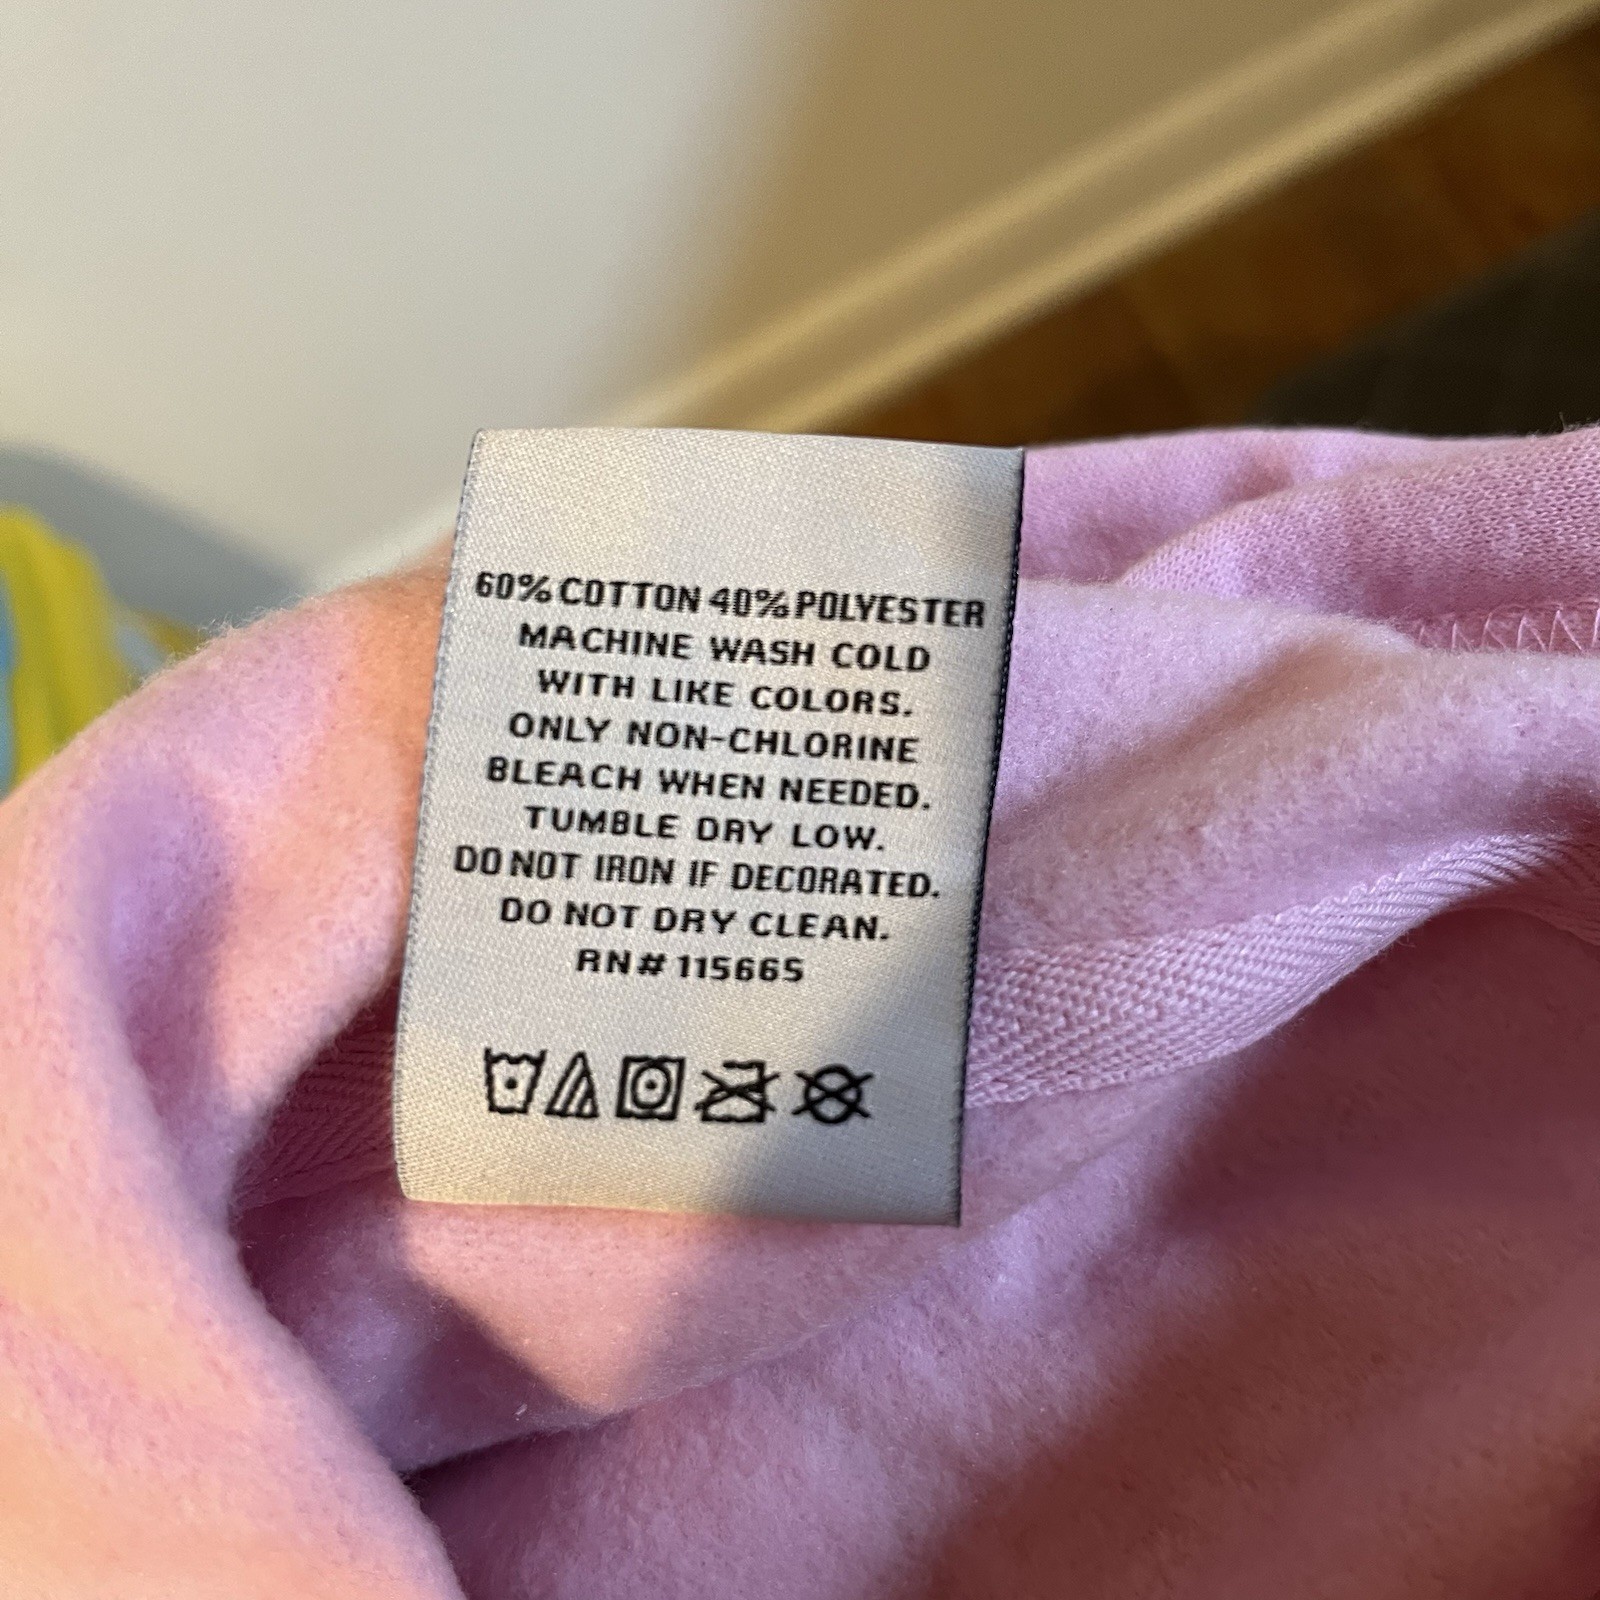 60% COTTON 40% POLYESTER
MACHINE WASH COLD
WITH LIKE COLORS.
ONLY NON-CHLORINE
BLEACH WHEN NEEDED.
TUMBLE DRY LOW.
DO NOT IRON IF DECORATED.
DO NOT DRY CLEAN.
RN# 115665